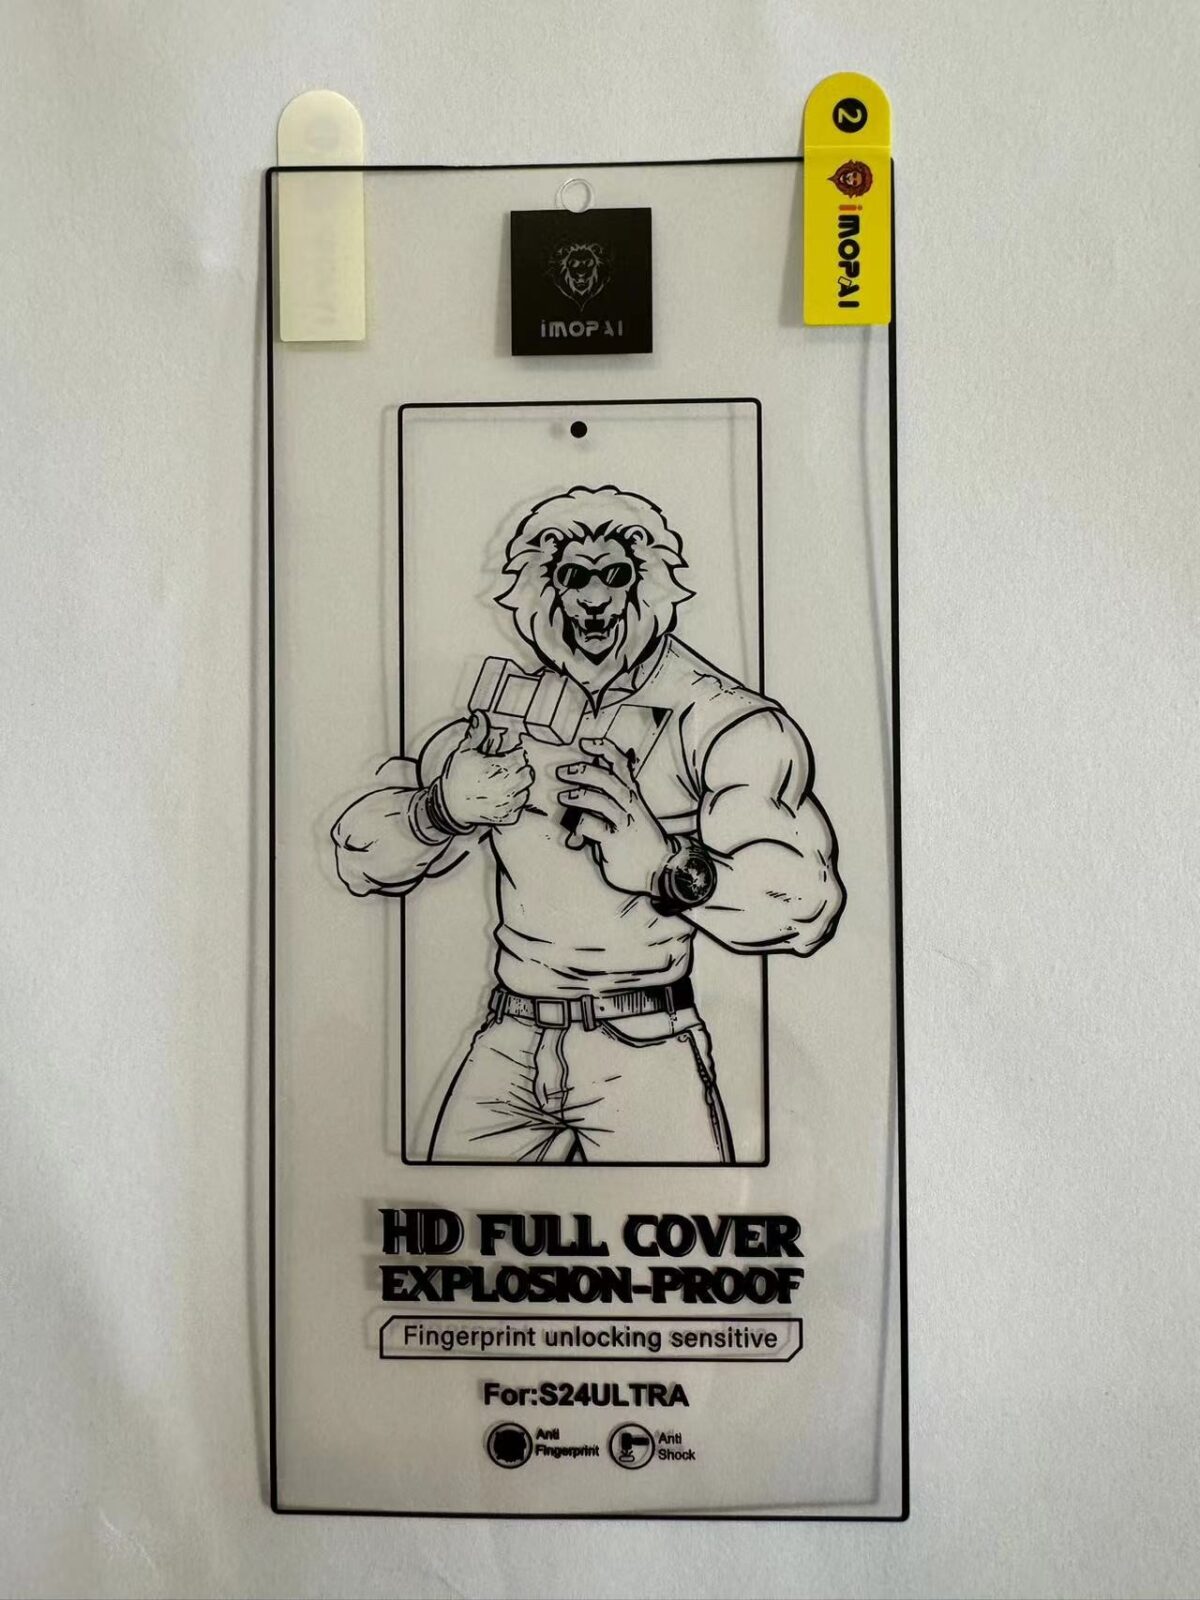 2
iMOPAI
iMOPAI
HD FULL COVER
EXPLOSION-PROOF
Fingerprint unlocking sensitive
For:S24ULTRA
Anti
Fingerprint
Anti
Shock